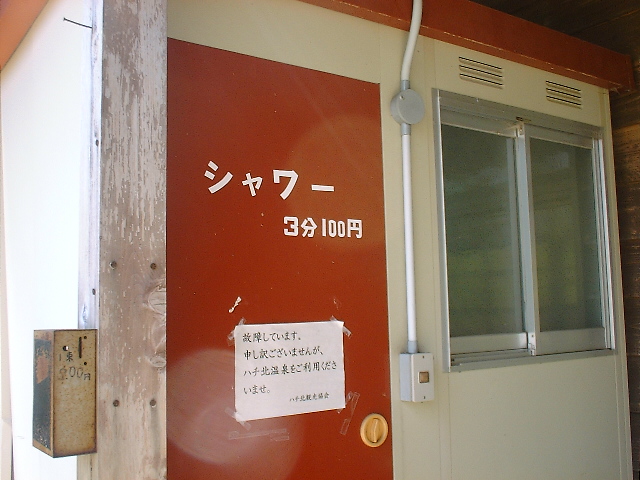 シャワー
3分100円
故障しています。
申し訳ございませんが、
ハチ北温泉をご利用くださ
いませ。
ハチ北観光協会
100円